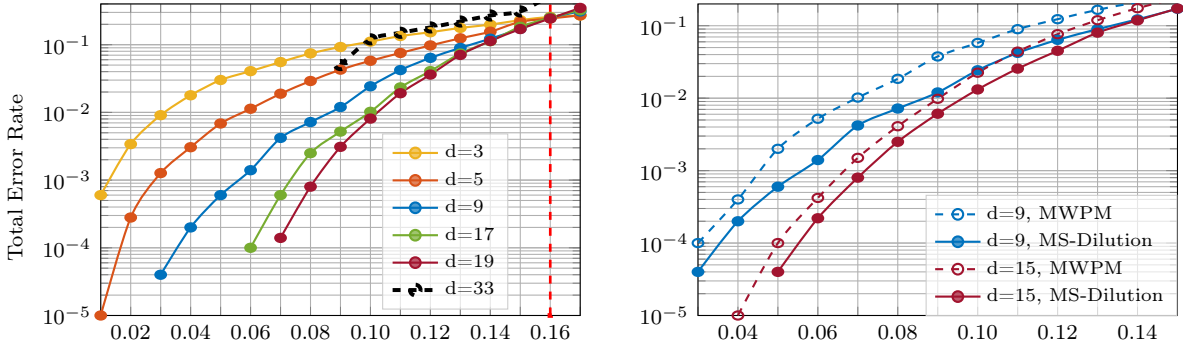 Total Error Rate
10⁻¹
10⁻²
10⁻³
10⁻⁴
10⁻⁵
0.02 0.04 0.06 0.08 0.10 0.12 0.14 0.16
d=3
d=5
d=9
d=17
d=19
d=33
10⁻¹
10⁻²
10⁻³
10⁻⁴
10⁻⁵
0.04 0.06 0.08 0.10 0.12 0.14
d=9, MWPM
d=9, MS-Dilution
d=15, MWPM
d=15, MS-Dilution